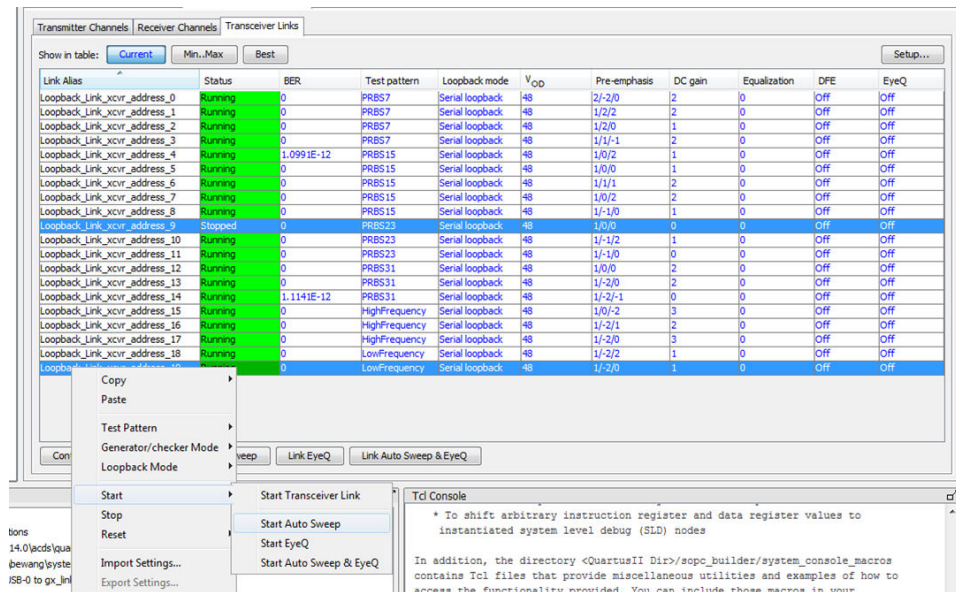 Transmitter Channels Receiver Channels Transceiver Links
Show in table: Current Min..Max Best Setup...
Link Alias Status BER Test pattern Loopback mode VOD Pre-emphasis DC gain Equalization DFE EyeQ
Loopback_Link_xcvr_address_0 Running 0 PRBS7 Serial loopback 48 2/-2/0 2 0 Off Off
Loopback_Link_xcvr_address_1 Running 0 PRBS7 Serial loopback 48 1/2/2 2 0 Off Off
Loopback_Link_xcvr_address_2 Running 0 PRBS7 Serial loopback 48 1/2/0 1 0 Off Off
Loopback_Link_xcvr_address_3 Running 0 PRBS7 Serial loopback 48 1/1/-1 2 0 Off Off
Loopback_Link_xcvr_address_4 Running 1.0991E-12 PRBS15 Serial loopback 48 1/0/2 1 0 Off Off
Loopback_Link_xcvr_address_5 Running 0 PRBS15 Serial loopback 48 1/0/0 1 0 Off Off
Loopback_Link_xcvr_address_6 Running 0 PRBS15 Serial loopback 48 1/1/1 2 0 Off Off
Loopback_Link_xcvr_address_7 Running 0 PRBS15 Serial loopback 48 1/0/2 2 0 Off Off
Loopback_Link_xcvr_address_8 Running 0 PRBS15 Serial loopback 48 1/-1/0 1 0 Off Off
Loopback_Link_xcvr_address_9 Stopped 0 PRBS23 Serial loopback 48 1/0/0 0 0 Off Off
Loopback_Link_xcvr_address_10 Running 0 PRBS23 Serial loopback 48 1/-1/2 1 0 Off Off
Loopback_Link_xcvr_address_11 Running 0 PRBS23 Serial loopback 48 1/-1/0 0 0 Off Off
Loopback_Link_xcvr_address_12 Running 0 PRBS31 Serial loopback 48 1/0/0 2 0 Off Off
Loopback_Link_xcvr_address_13 Running 0 PRBS31 Serial loopback 48 1/-2/0 2 0 Off Off
Loopback_Link_xcvr_address_14 Running 1.1141E-12 PRBS31 Serial loopback 48 1/-2/-1 0 0 Off Off
Loopback_Link_xcvr_address_15 Running 0 HighFrequency Serial loopback 48 1/0/-2 3 0 Off Off
Loopback_Link_xcvr_address_16 Running 0 HighFrequency Serial loopback 48 1/-2/1 2 0 Off Off
Loopback_Link_xcvr_address_17 Running 0 HighFrequency Serial loopback 48 1/-2/0 3 0 Off Off
Loopback_Link_xcvr_address_18 Running 0 LowFrequency Serial loopback 48 1/-2/2 1 0 Off Off
0 LowFrequency Serial loopback 48 1/-2/0 1 0 Off Off
Copy
Paste
Test Pattern
Generator/checker Mode
Loopback Mode
Start
Stop
Reset
Import Settings...
Export Settings...
Start Transceiver Link
Start Auto Sweep
Start EyeQ
Start Auto Sweep & EyeQ
Link EyeQ Link Auto Sweep & EyeQ
Tcl Console
* To shift arbitrary instruction register and data register values to
instantiated system level debug (SLD) nodes
In addition, the directory <QuartusII Dir>/sopc_builder/system_console_macros
contains Tcl files that provide miscellaneous utilities and examples of how to
access the functionality provided. You can include those macros in your